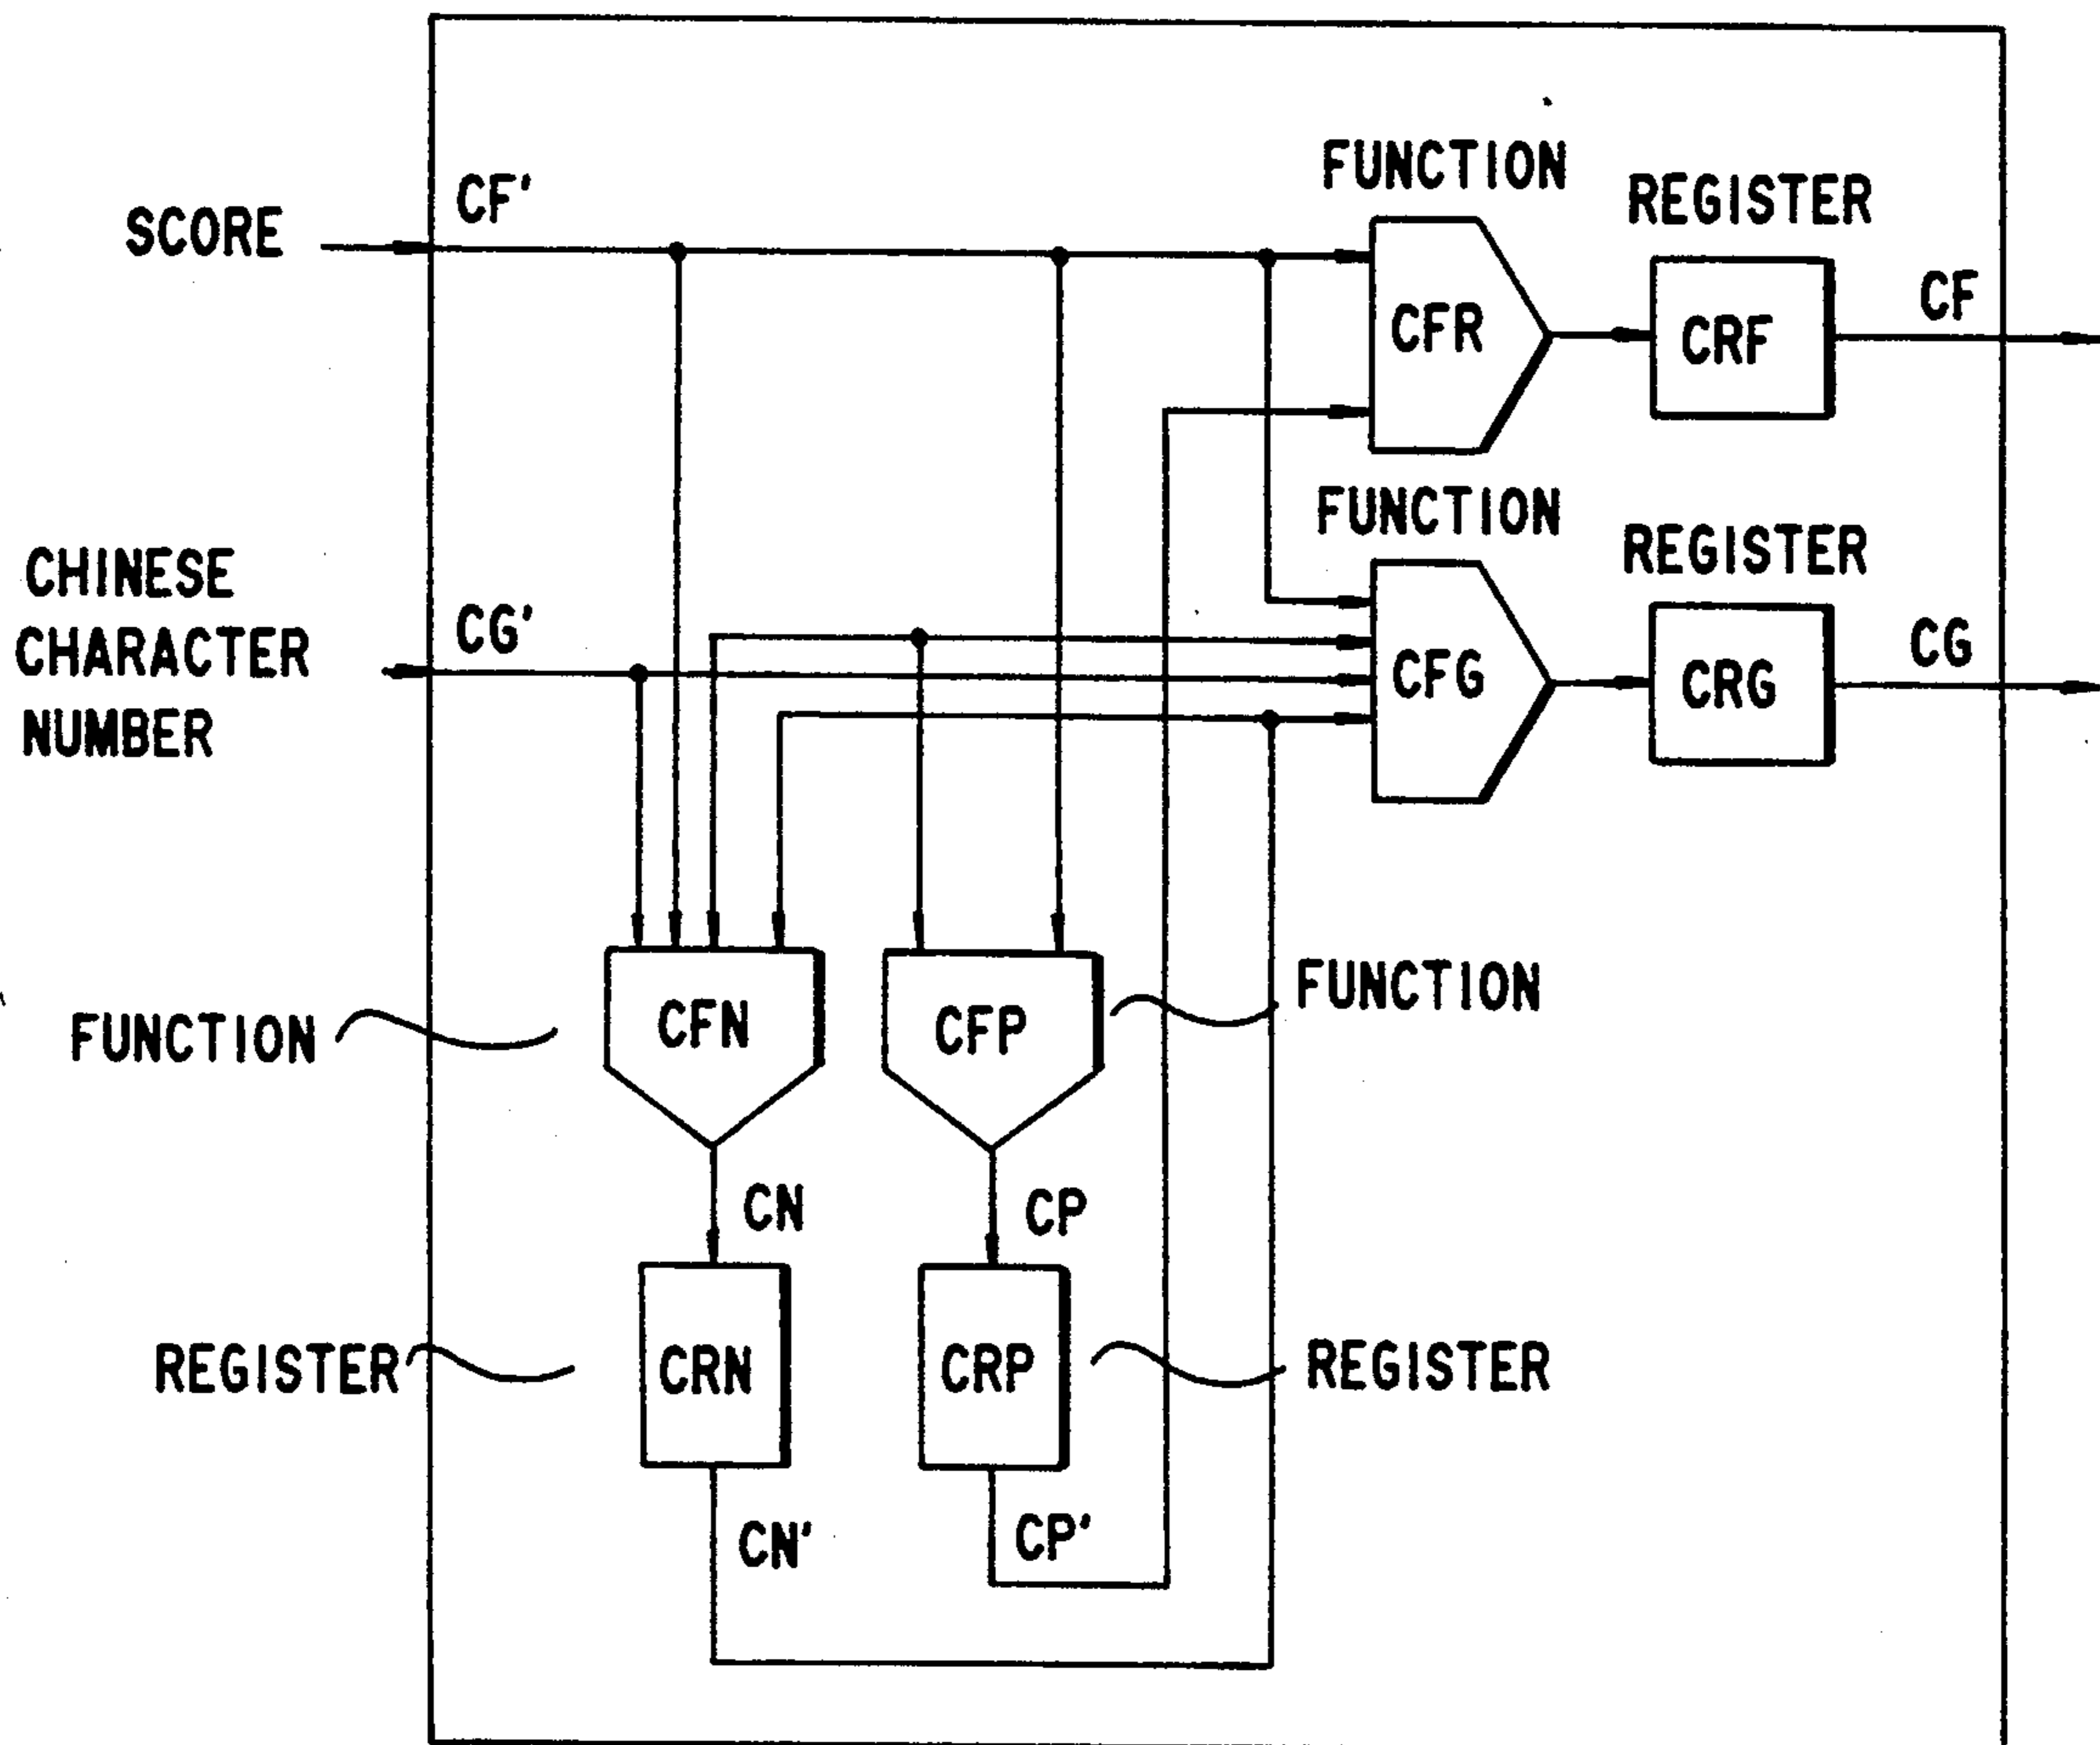 FUNCTION
REGISTER
SCORE
CF'
CFR
CRF
CF
FUNCTION
REGISTER
CHINESE
CHARACTER
NUMBER
CG'
CFG
CRG
CG
FUNCTION
CFN
CFP
FUNCTION
CN
CP
REGISTER
CRN
CRP
REGISTER
CN'
CP'